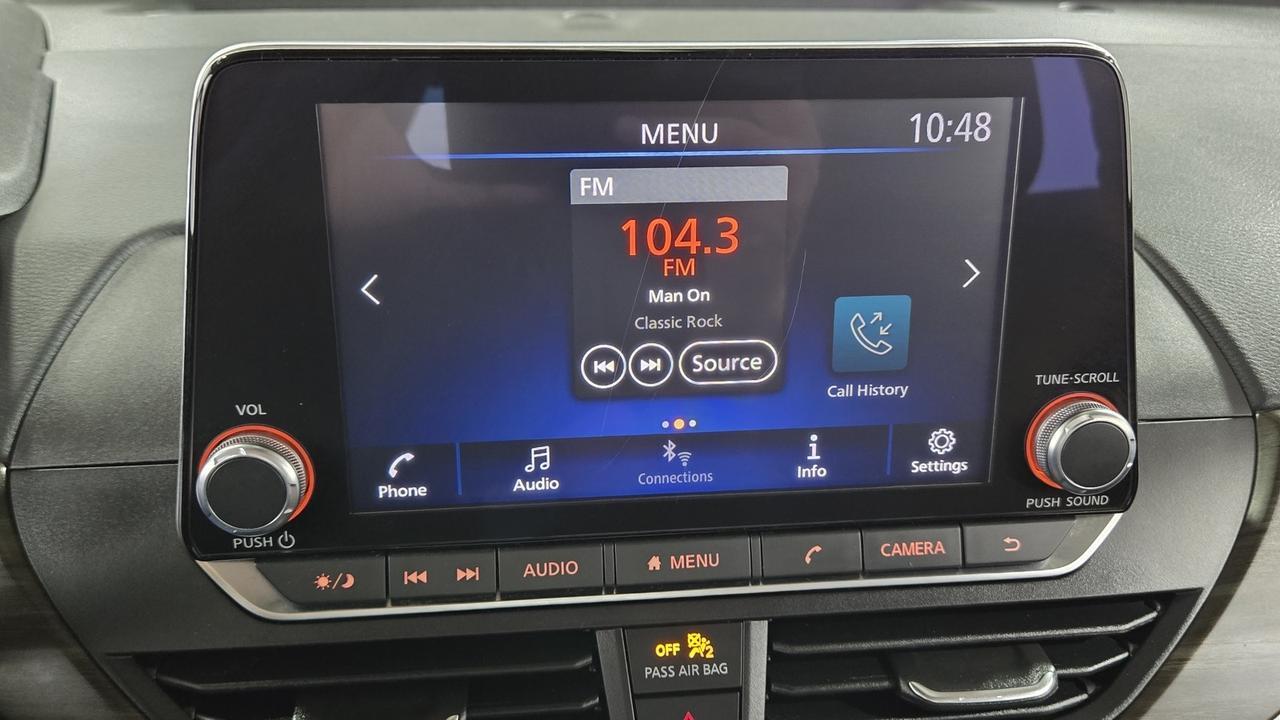 MENU
10:48
FM
104.3
FM
Man On
Classic Rock
Source
Call History
Phone
Audio
Connections
Info
Settings
VOL
PUSH
TUNE·SCROLL
PUSH SOUND
AUDIO
MENU
CAMERA
OFF 2
PASS AIR BAG